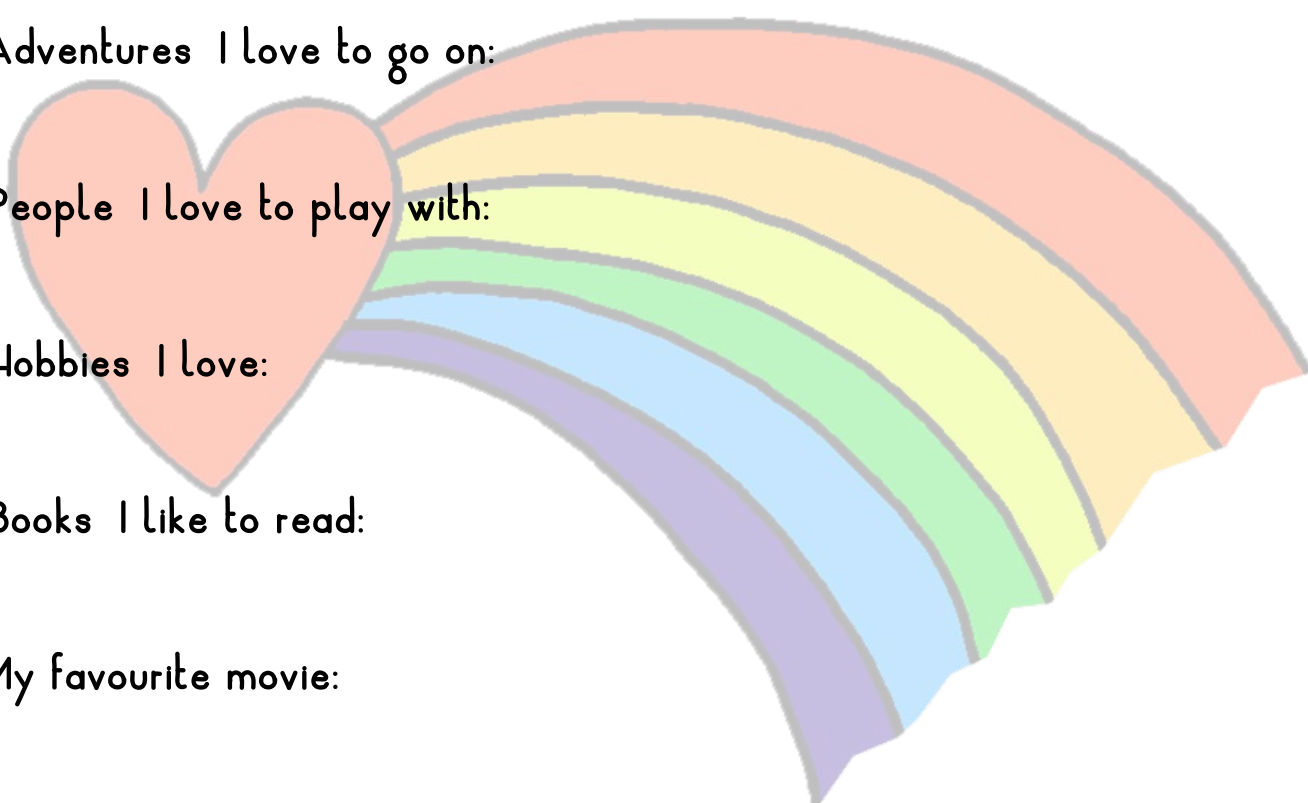 Adventures I love to go on:
People I love to play with:
Hobbies I love:
Books I like to read:
My favourite movie: